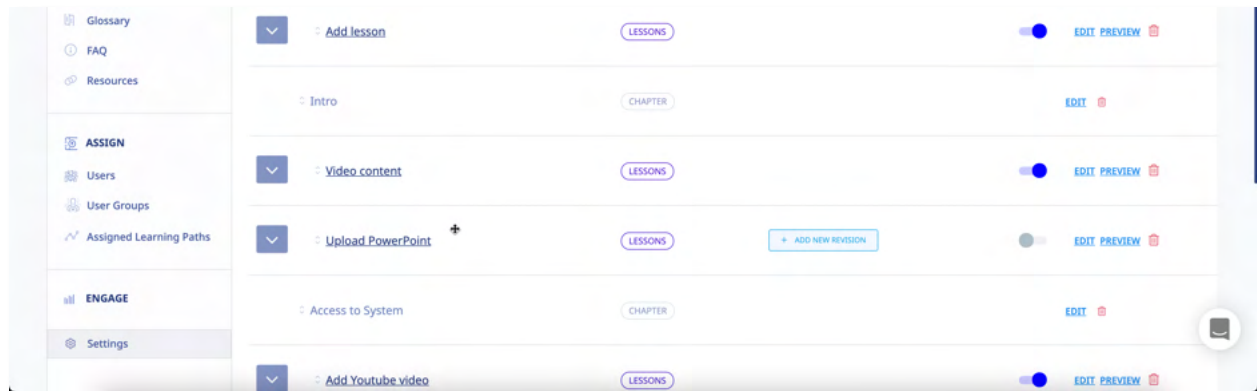 Glossary
FAQ
Resources
ASSIGN
Users
User Groups
Assigned Learning Paths
ENGAGE
Settings
Add lesson LESSONS EDIT PREVIEW
Intro CHAPTER EDIT
Video content LESSONS EDIT PREVIEW
Upload PowerPoint LESSONS + ADD NEW REVISION EDIT PREVIEW
Access to System CHAPTER EDIT
Add Youtube video LESSONS EDIT PREVIEW